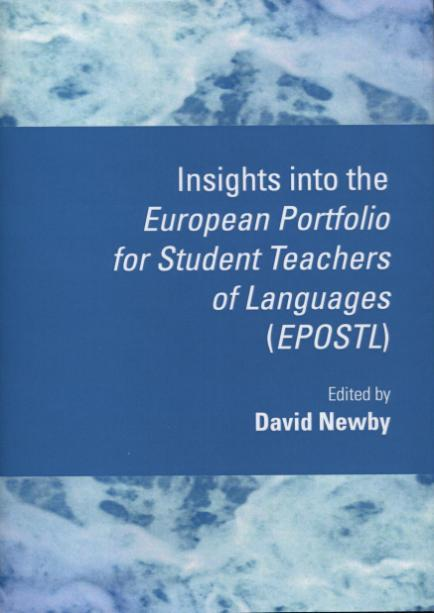 Insights into the
European Portfolio
for Student Teachers
of Languages
(EPOSTL)
Edited by
David Newby